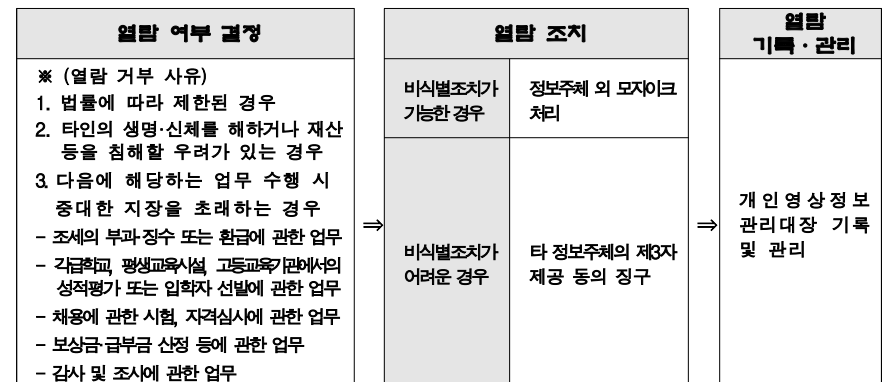 열람 여부 결정
※ (열람 거부 사유)
1. 법률에 따라 제한된 경우
2. 타인의 생명·신체를 해하거나 재산
등을 침해할 우려가 있는 경우
3. 다음에 해당하는 업무 수행 시
중대한 지장을 초래하는 경우
- 조세의 부과·징수 또는 환급에 관한 업무
- 각급학교, 평생교육시설, 고등교육기관에서의
성적평가 또는 입학자 선발에 관한 업무
- 채용에 관한 시험, 자격심사에 관한 업무
- 보상금·급부금 산정 등에 관한 업무
- 감사 및 조사에 관한 업무
⇒
열람 조치
비식별조치가
가능한 경우
정보주체 외 모자이크
처리
비식별조치가
어려운 경우
타 정보주체의 제3자
제공 동의 징구
⇒
열람
기록·관리
개인영상정보
관리대장 기록
및 관리